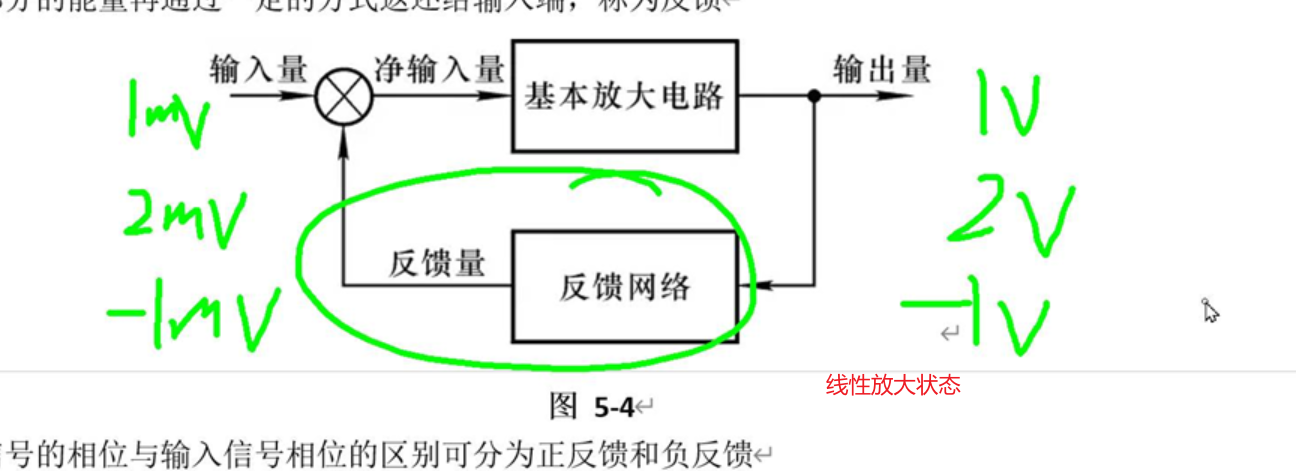 分的能量再通过一定的方式返还给输入端，称为反馈↵
输入量 净输入量 基本放大电路 输出量
1mV 1V
2mV 2V
反馈量 反馈网络
-1mV -1V
↵
线性放大状态
图 5-4↵
信号的相位与输入信号相位的区别可分为正反馈和负反馈↵